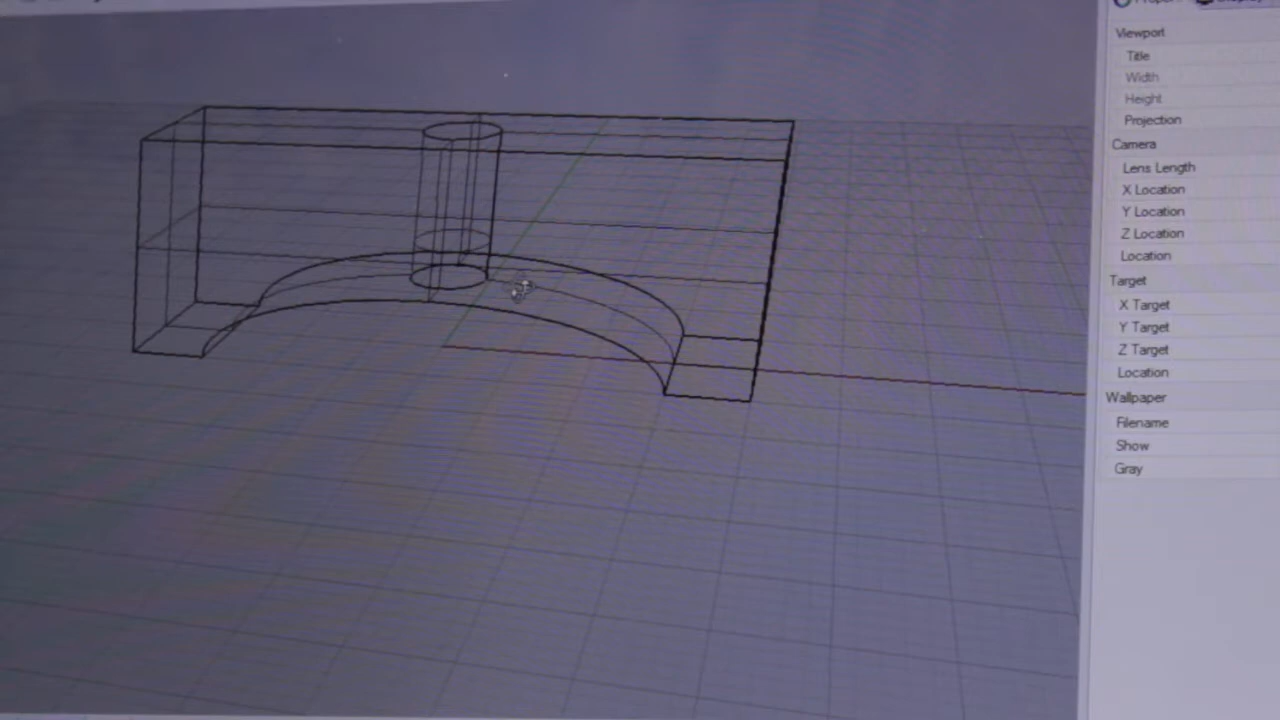 Viewport
Title
Width
Height
Projection
Camera
Lens Length
X Location
Y Location
Z Location
Location
Target
X Target
Y Target
Z Target
Location
Wallpaper
Filename
Show
Gray